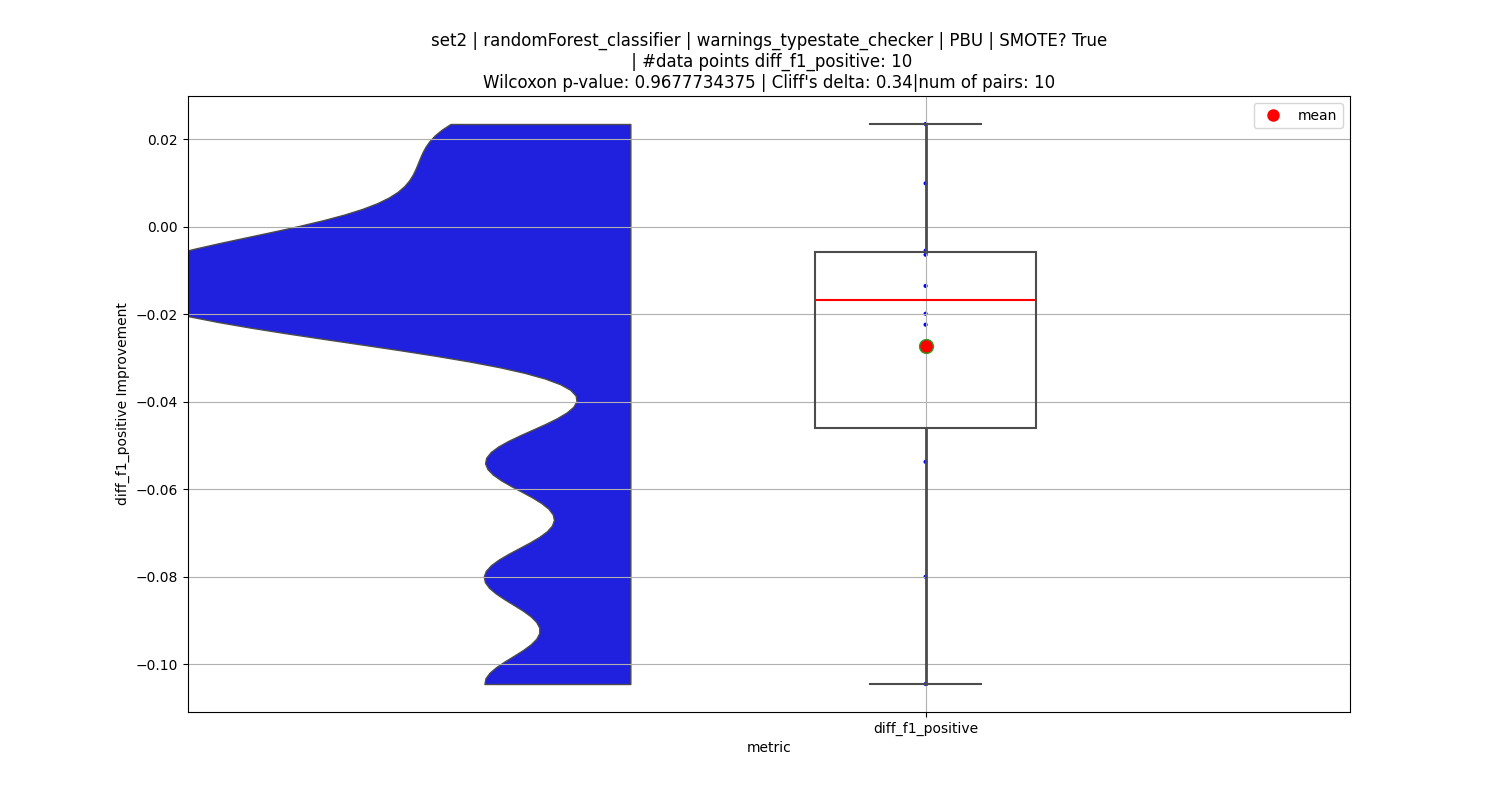 set2 | randomForest_classifier | warnings_typestate_checker | PBU | SMOTE? True
| #data points diff_f1_positive: 10
Wilcoxon p-value: 0.9677734375 | Cliff's delta: 0.34|num of pairs: 10
mean
0.02
0.00
−0.02
−0.04
−0.06
−0.08
−0.10
diff_f1_positive Improvement
diff_f1_positive
metric